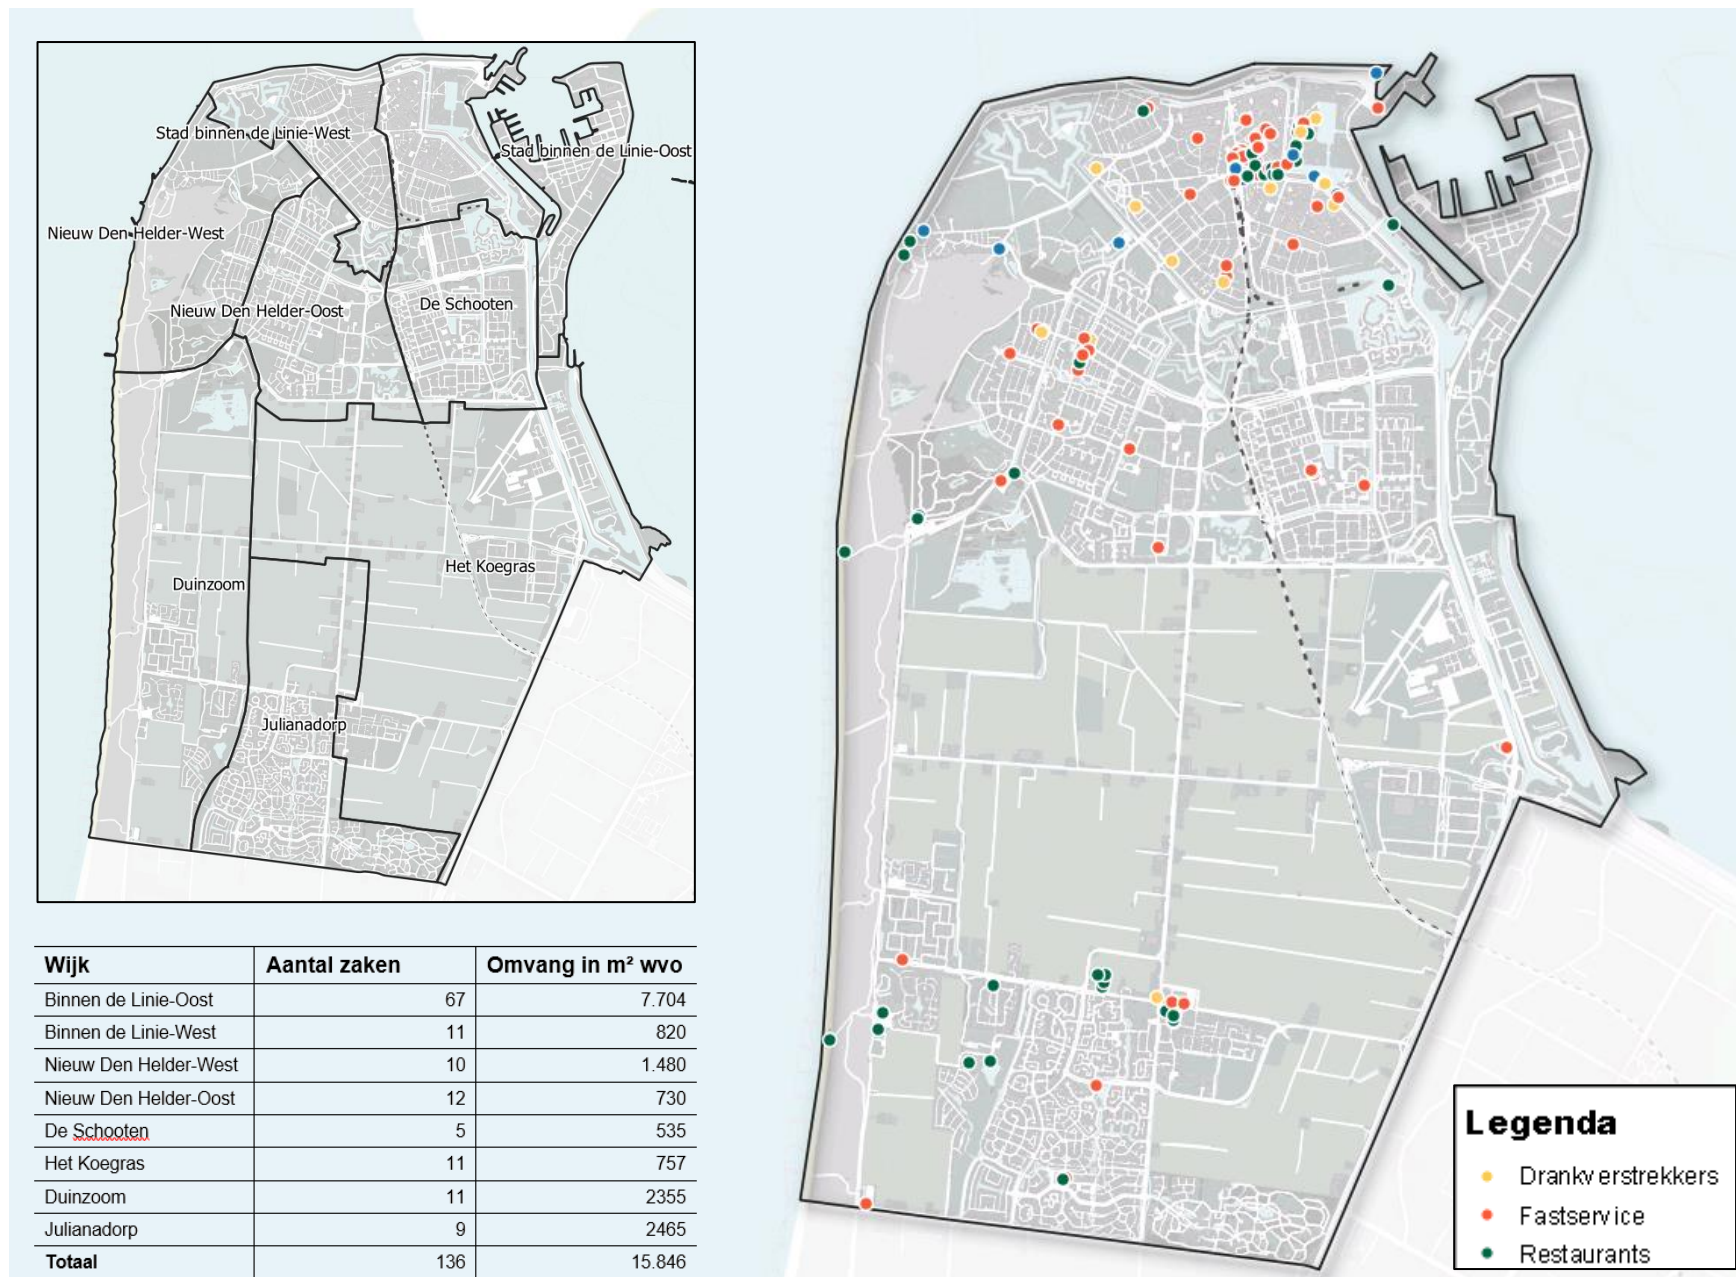 Stad binnen de Linie-West
Stad binnen de Linie-Oost
Nieuw Den Helder-West
Nieuw Den Helder-Oost
De Schooten
Het Koegras
Duinzoom
Julianadorp
Wijk Aantal zaken Omvang in m² wvo
Binnen de Linie-Oost 67 7.704
Binnen de Linie-West 11 820
Nieuw Den Helder-West 10 1.480
Nieuw Den Helder-Oost 12 730
De Schooten 5 535
Het Koegras 11 757
Duinzoom 11 2355
Julianadorp 9 2465
Totaal 136 15.846
Legenda
Drankverstrekkers
Fastservice
Restaurants